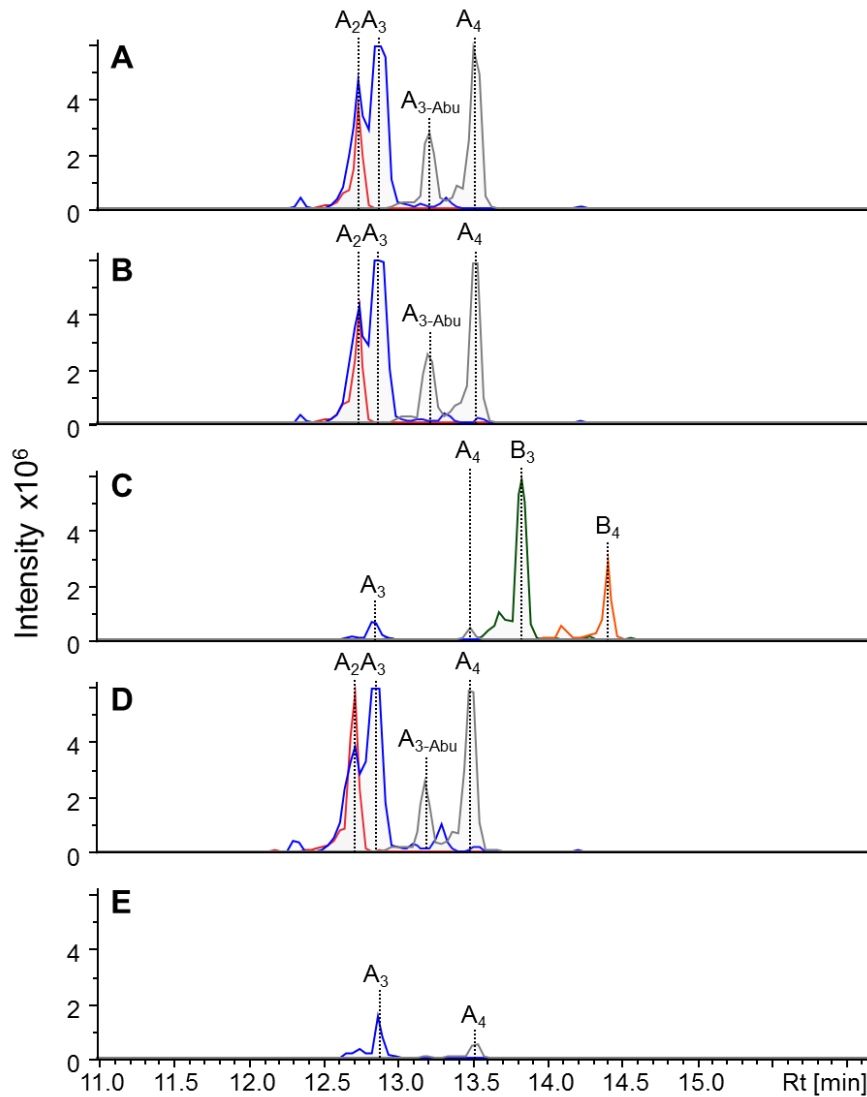 A₂A₃ A₄
A
A₃₋Abu
4
2
0
A₂A₃ A₄
B
A₃₋Abu
4
2
0
A₄ B₃
C
B₄
4
A₃
2
0
A₂A₃ A₄
D
A₃₋Abu
4
2
0
E
4
A₃
2
A₄
0
11.0 11.5 12.0 12.5 13.0 13.5 14.0 14.5 15.0 Rt [min]
Intensity x10⁶